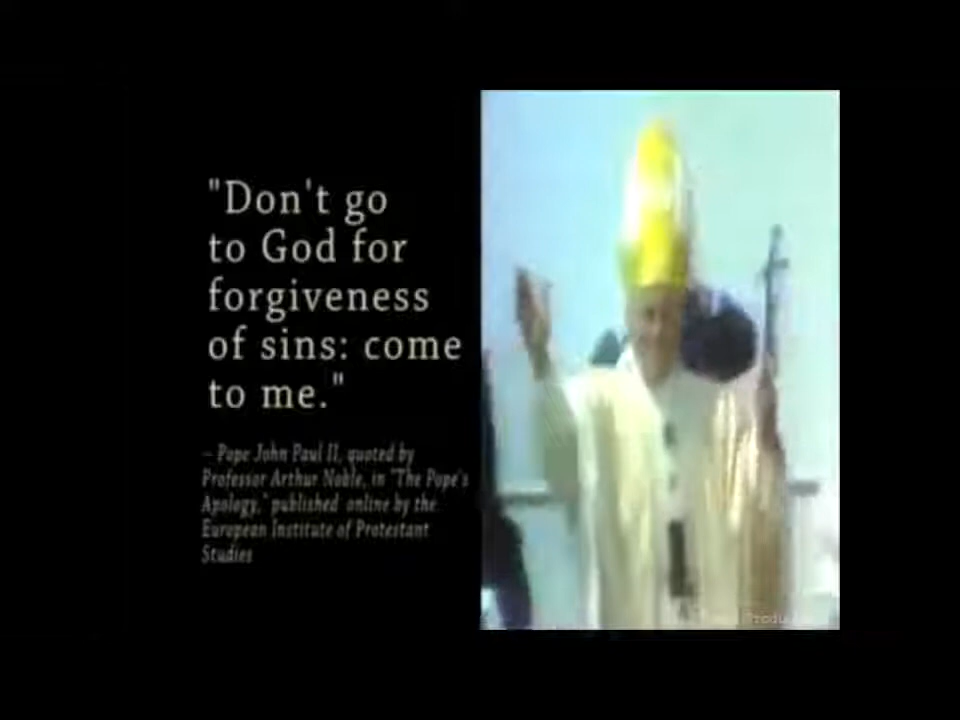 "Don't go
to God for
forgiveness
of sins: come
to me."
– Pope John Paul II, quoted by
Professor Arthur Noble, in "The Pope's
Apology," published online by the
European Institute of Protestant
Studies